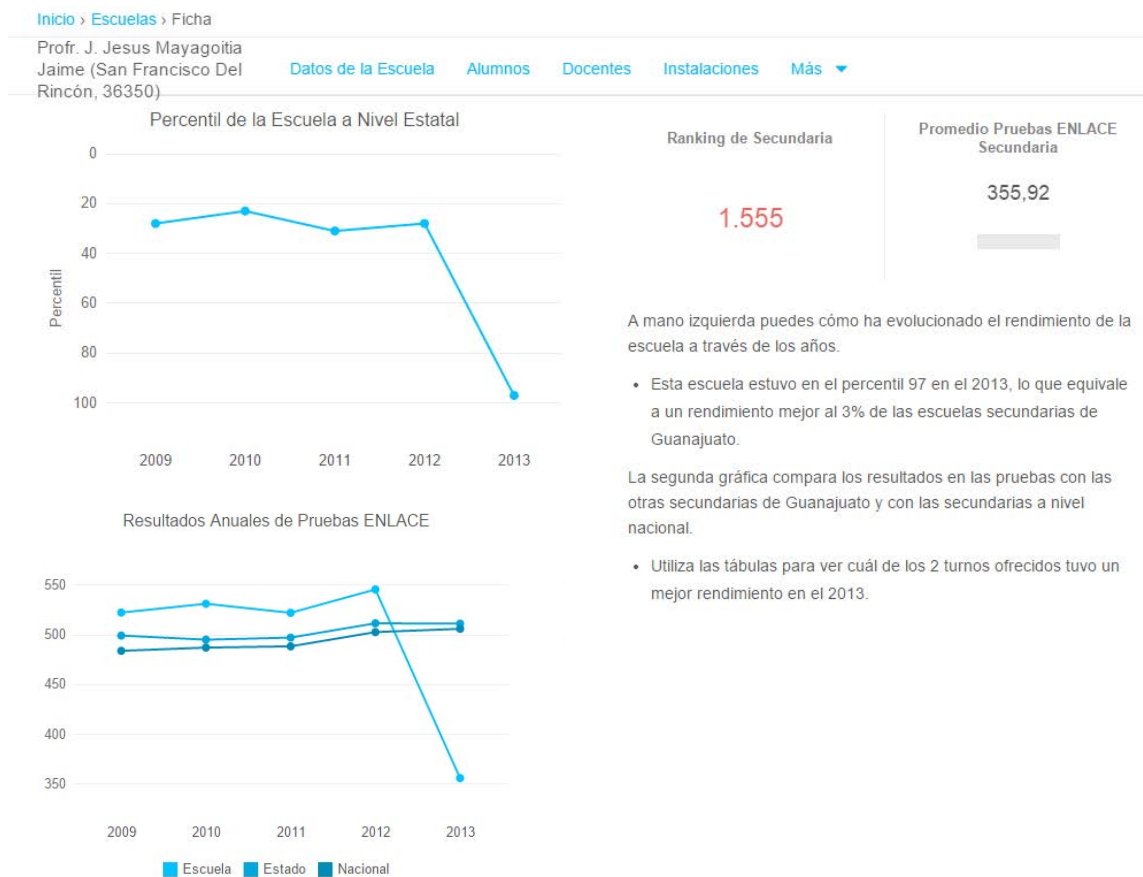 Inicio › Escuelas › Ficha
Profr. J. Jesus Mayagoitia
Jaime (San Francisco Del
Rincón, 36350)
Datos de la Escuela Alumnos Docentes Instalaciones Más
Percentil de la Escuela a Nivel Estatal
Percentil
0
20
40
60
80
100
2009 2010 2011 2012 2013
Resultados Anuales de Pruebas ENLACE
550
500
450
400
350
2009 2010 2011 2012 2013
Escuela Estado Nacional
Ranking de Secundaria
1.555
Promedio Pruebas ENLACE
Secundaria
355,92
A mano izquierda puedes cómo ha evolucionado el rendimiento de la
escuela a través de los años.
• Esta escuela estuvo en el percentil 97 en el 2013, lo que equivale
a un rendimiento mejor al 3% de las escuelas secundarias de
Guanajuato.
La segunda gráfica compara los resultados en las pruebas con las
otras secundarias de Guanajuato y con las secundarias a nivel
nacional.
• Utiliza las tábulas para ver cuál de los 2 turnos ofrecidos tuvo un
mejor rendimiento en el 2013.